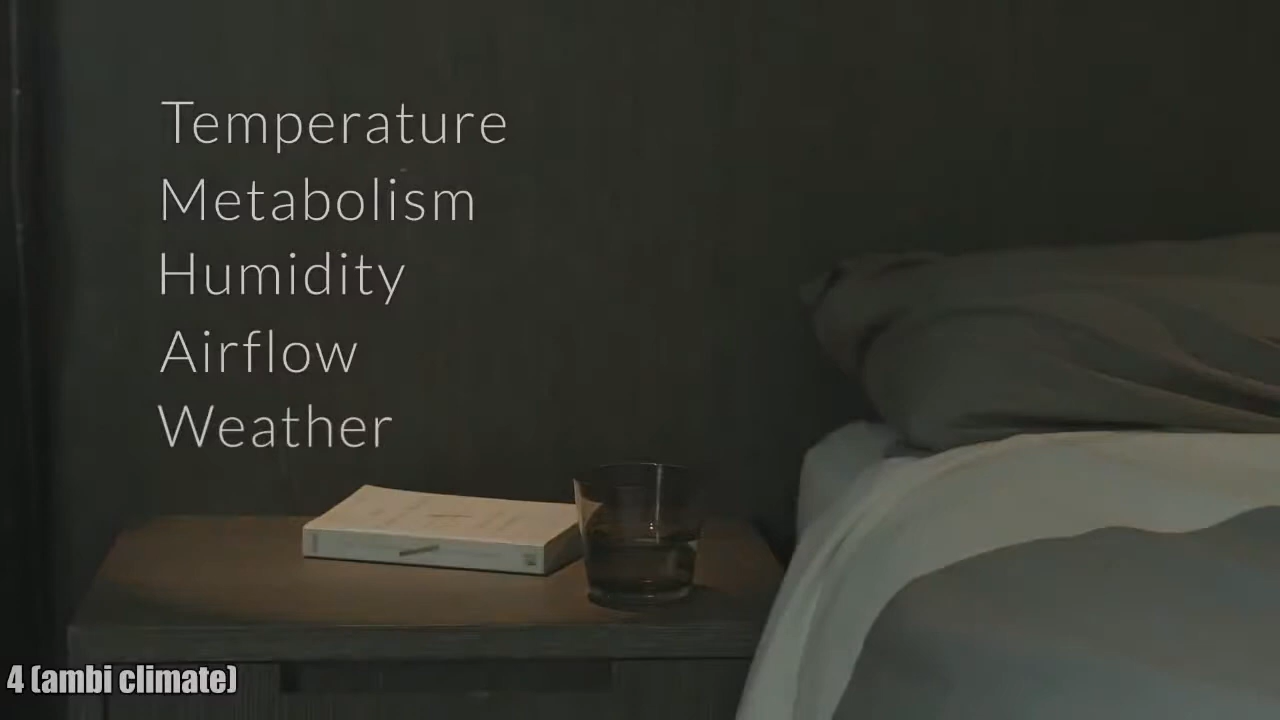 Temperature
Metabolism
Humidity
Airflow
Weather
4 (ambi climate)